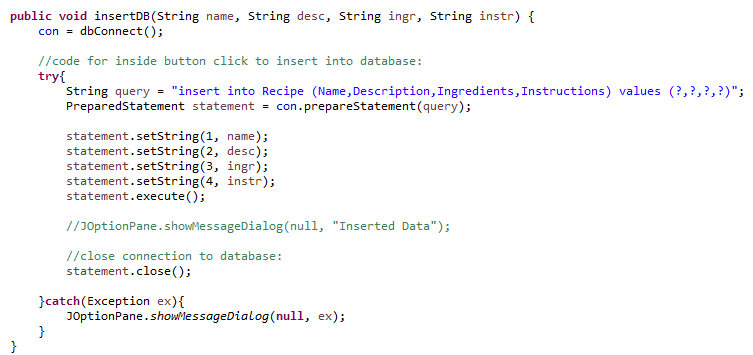 public void insertDB(String name, String desc, String ingr, String instr) {
con = dbConnect();
//code for inside button click to insert into database:
try{
String query = "insert into Recipe (Name,Description,Ingredients,Instructions) values (?,?,?,?)";
PreparedStatement statement = con.prepareStatement(query);
statement.setString(1, name);
statement.setString(2, desc);
statement.setString(3, ingr);
statement.setString(4, instr);
statement.execute();
//JOptionPane.showMessageDialog(null, "Inserted Data");
//close connection to database:
statement.close();
}catch(Exception ex){
JOptionPane.showMessageDialog(null, ex);
}
}